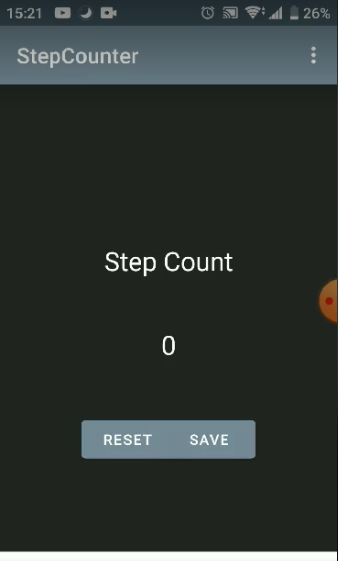 15:21 26%
StepCounter
Step Count
0
RESET SAVE